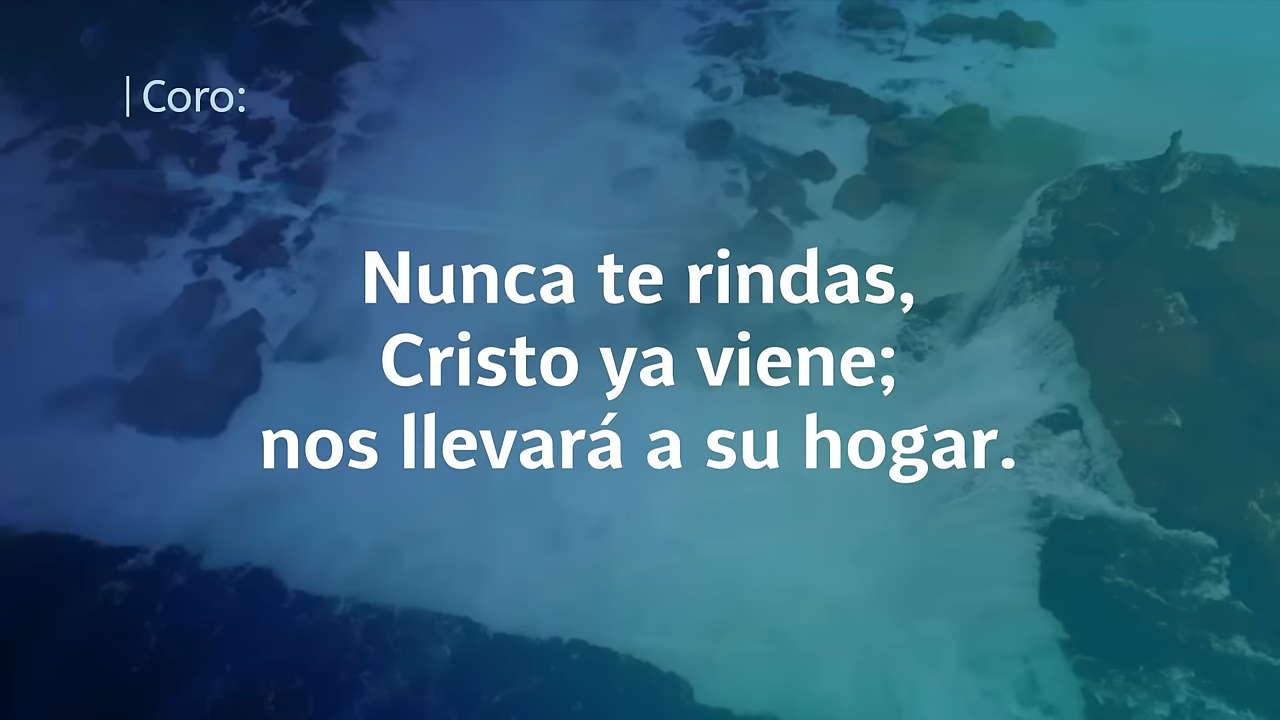 | Coro:
Nunca te rindas,
Cristo ya viene;
nos llevará a su hogar.